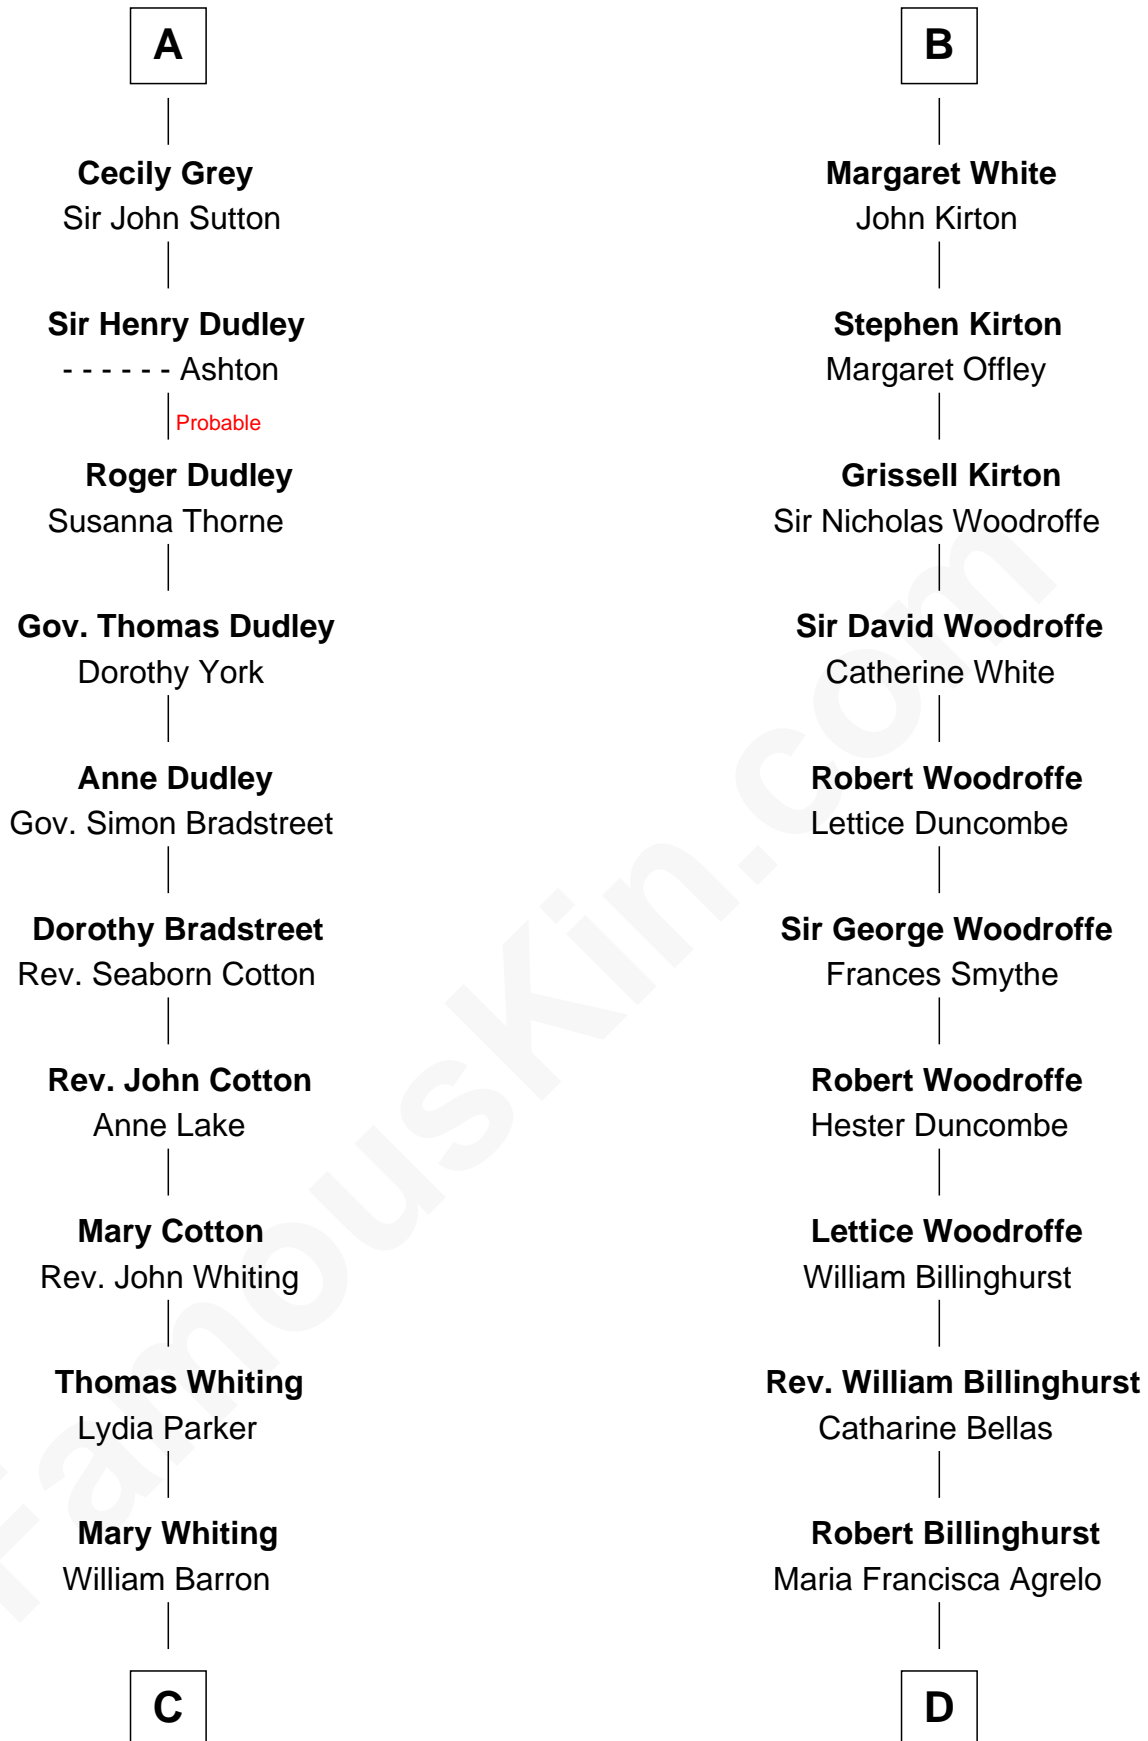 A
Cecily Grey
Sir John Sutton
Sir Henry Dudley
- - - - - - Ashton
Probable
Roger Dudley
Susanna Thorne
Gov. Thomas Dudley
Dorothy York
Anne Dudley
Gov. Simon Bradstreet
Dorothy Bradstreet
Rev. Seaborn Cotton
Rev. John Cotton
Anne Lake
Mary Cotton
Rev. John Whiting
Thomas Whiting
Lydia Parker
Mary Whiting
William Barron
C
B
Margaret White
John Kirton
Stephen Kirton
Margaret Offley
Grissell Kirton
Sir Nicholas Woodroffe
Sir David Woodroffe
Catherine White
Robert Woodroffe
Lettice Duncombe
Sir George Woodroffe
Frances Smythe
Robert Woodroffe
Hester Duncombe
Lettice Woodroffe
William Billinghurst
Rev. William Billinghurst
Catharine Bellas
Robert Billinghurst
Maria Francisca Agrelo
D
FamousKin.com